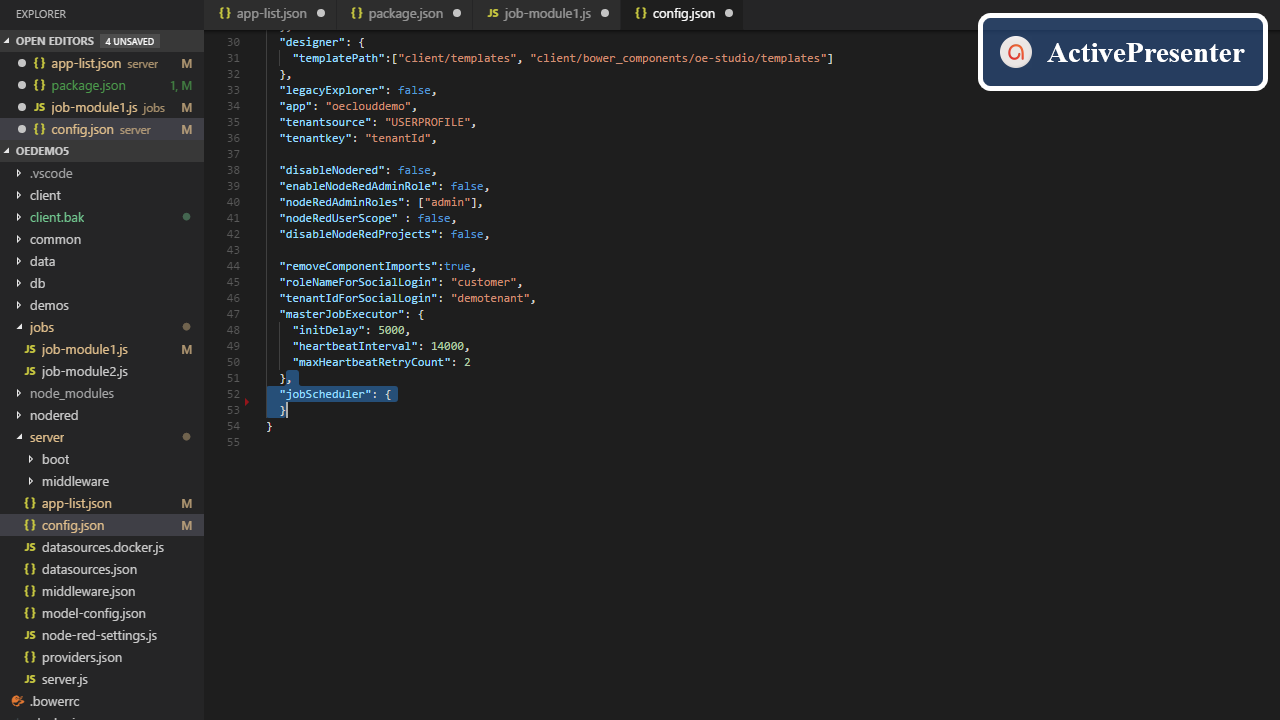 EXPLORER
OPEN EDITORS 4 UNSAVED
{} app-list.json server M
{} package.json 1, M
JS job-module1.js jobs M
{} config.json server M
OEDEMO5
.vscode
client
client.bak
common
data
db
demos
jobs
JS job-module1.js M
JS job-module2.js
node_modules
nodered
server
boot
middleware
{} app-list.json M
{} config.json M
JS datasources.docker.js
{} datasources.json
{} middleware.json
{} model-config.json
JS node-red-settings.js
{} providers.json
JS server.js
.bowerrc
{} app-list.json
{} package.json
JS job-module1.js
{} config.json
30 "designer": {
31 "templatePath":["client/templates", "client/bower_components/oe-studio/templates"]
32 },
33 "legacyExplorer": false,
34 "app": "oeclouddemo",
35 "tenantsource": "USERPROFILE",
36 "tenantkey": "tenantId",
37
38 "disableNodered": false,
39 "enableNodeRedAdminRole": false,
40 "nodeRedAdminRoles": ["admin"],
41 "nodeRedUserScope" : false,
42 "disableNodeRedProjects": false,
43
44 "removeComponentImports":true,
45 "roleNameForSocialLogin": "customer",
46 "tenantIdForSocialLogin": "demotenant",
47 "masterJobExecutor": {
48 "initDelay": 5000,
49 "heartbeatInterval": 14000,
50 "maxHeartbeatRetryCount": 2
51 },
52 "jobScheduler": {
53 }
54 }
55
ActivePresenter